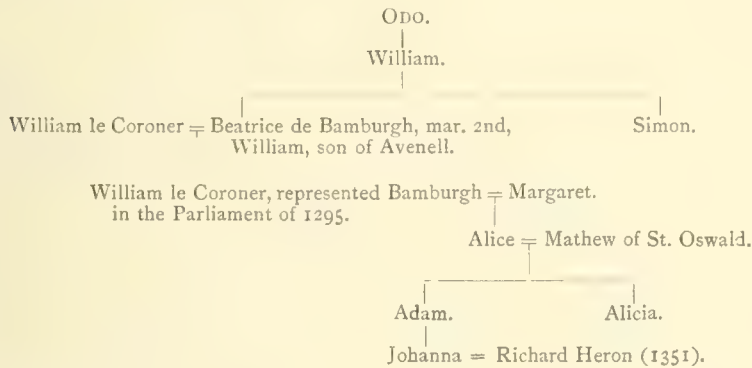 ODO.
William.
William le Coroner = Beatrice de Bamburgh, mar. 2nd, Simon.
William, son of Avenell.
William le Coroner, represented Bamburgh = Margaret.
in the Parliament of 1295.
Alice = Mathew of St. Oswald.
Adam. Alicia.
Johanna = Richard Heron (1351).